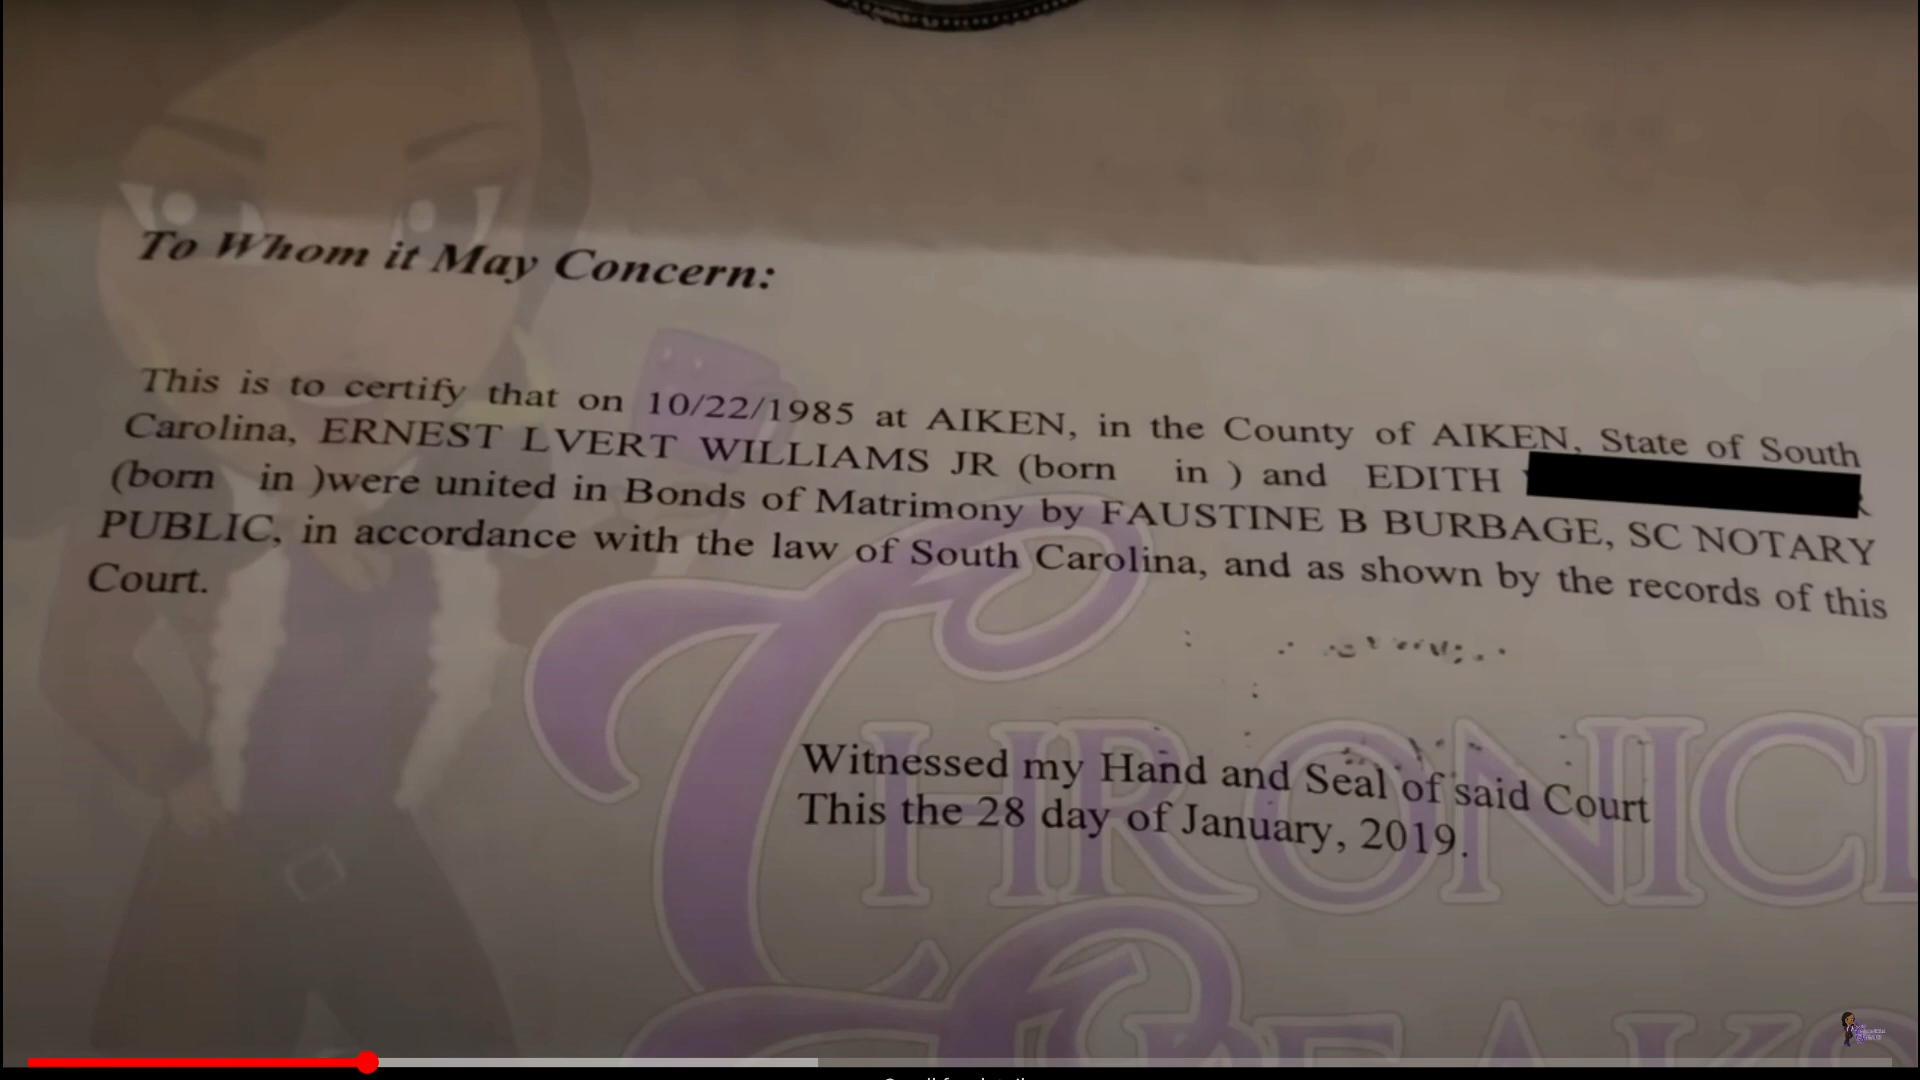 To Whom it May Concern:
This is to certify that on 10/22/1985 at AIKEN, in the County of AIKEN, State of South
Carolina, ERNEST LVERT WILLIAMS JR (born in ) and EDITH
(born in )were united in Bonds of Matrimony by FAUSTINE B BURBAGE, SC NOTARY
PUBLIC, in accordance with the law of South Carolina, and as shown by the records of this
Court.
Witnessed my Hand and Seal of said Court
This the 28 day of January, 2019.